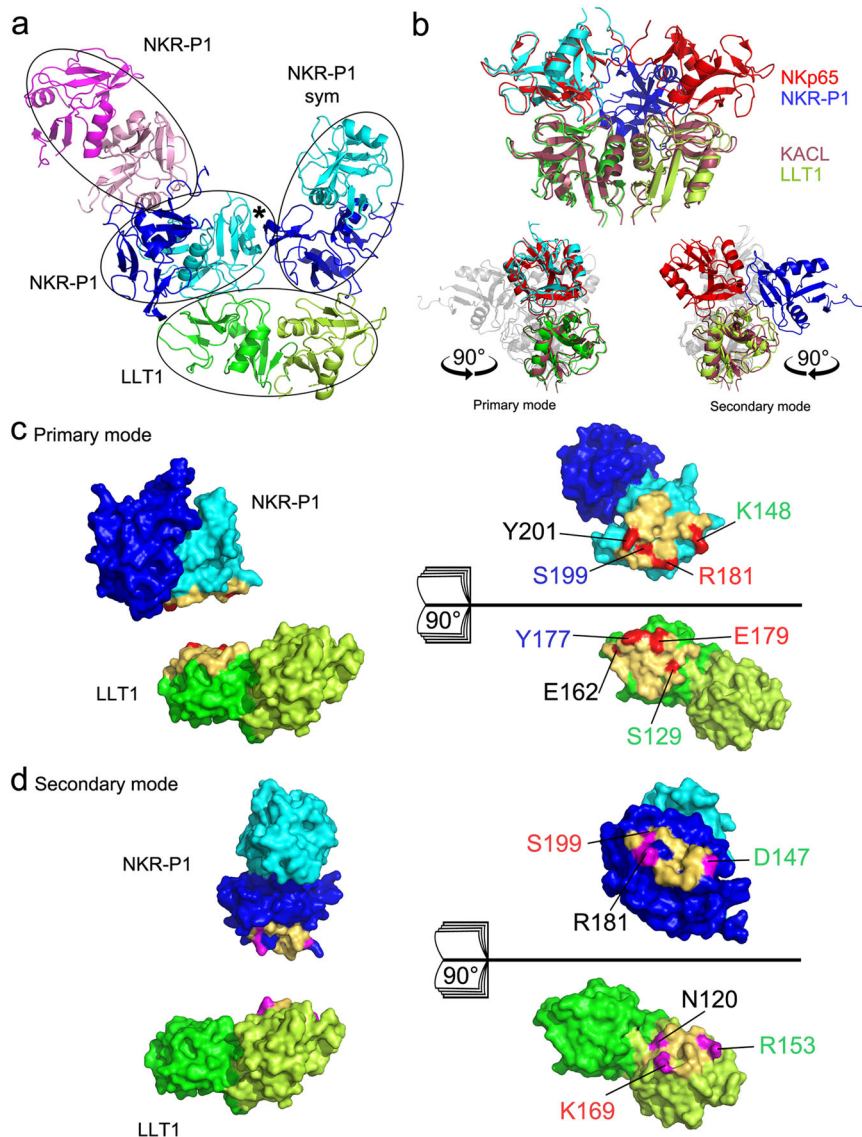 a
NKR-P1
NKR-P1
sym
*
NKR-P1
LLT1
b
NKp65
NKR-P1
KACL
LLT1
90°
90°
Primary mode
Secondary mode
c Primary mode
NKR-P1
LLT1
90°
Y201
K148
S199
R181
Y177
E179
E162
S129
d Secondary mode
NKR-P1
LLT1
90°
S199
D147
R181
N120
R153
K169